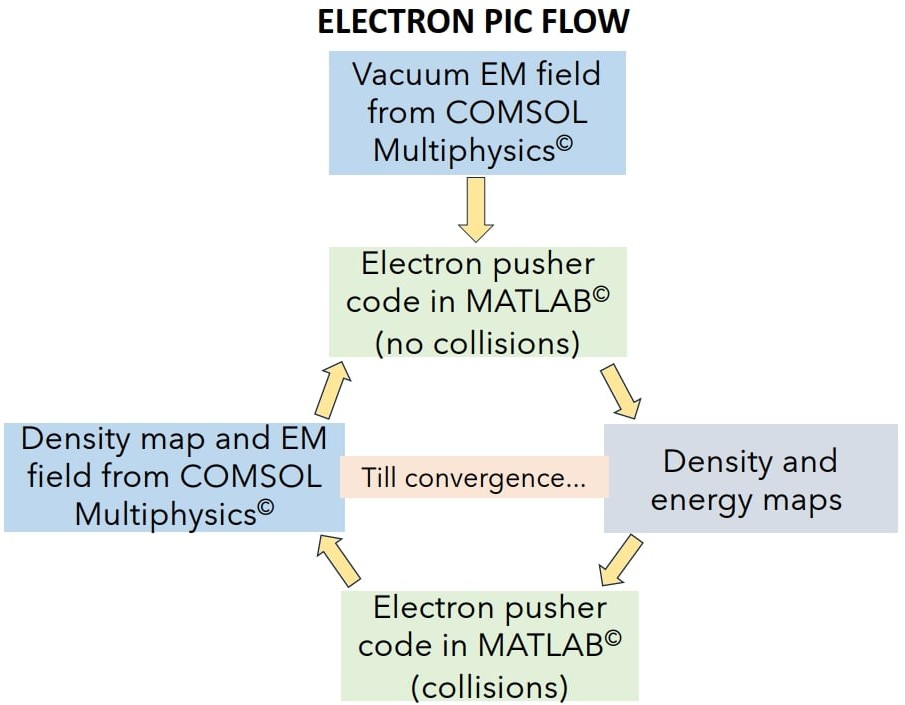 ELECTRON PIC FLOW
Vacuum EM field
from COMSOL
Multiphysics©
Electron pusher
code in MATLAB©
(no collisions)
Density map and EM
field from COMSOL
Multiphysics©
Till convergence...
Density and
energy maps
Electron pusher
code in MATLAB©
(collisions)